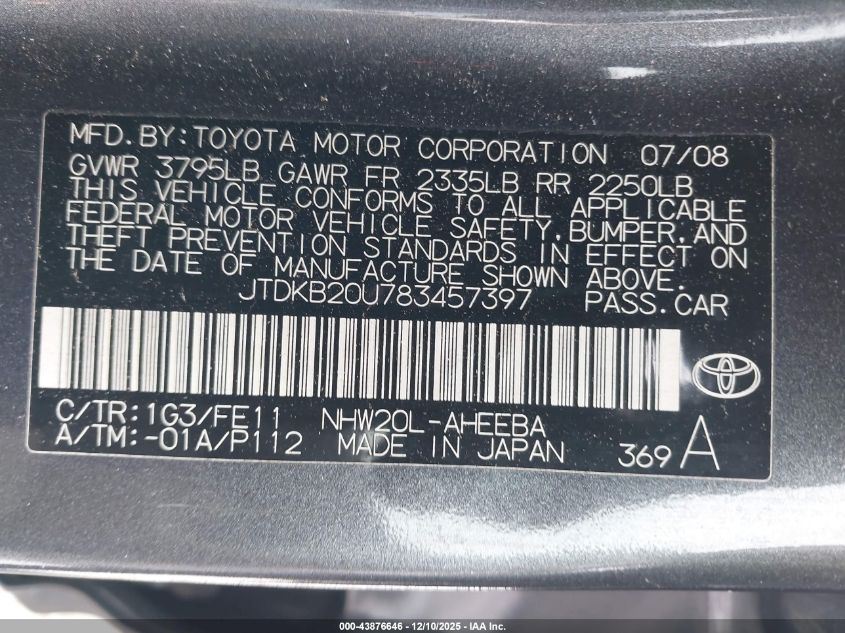 MFD.BY:TOYOTA MOTOR CORPORATION 07/08
GVWR 3795LB GAWR FR 2335LB RR 2250LB
THIS VEHICLE CONFORMS TO ALL APPLICABLE
FEDERAL MOTOR VEHICLE SAFETY,BUMPER,AND
THEFT PREVENTION STANDARDS IN EFFECT ON
THE DATE OF MANUFACTURE SHOWN ABOVE.
JTDKB20U783457397 PASS.CAR
C/TR:1G3/FE11 NHW20L-AHEEBA
A/TM:-01A/P112 MADE IN JAPAN 369 A
000-43876646 - 12/10/2025 - IAA Inc.